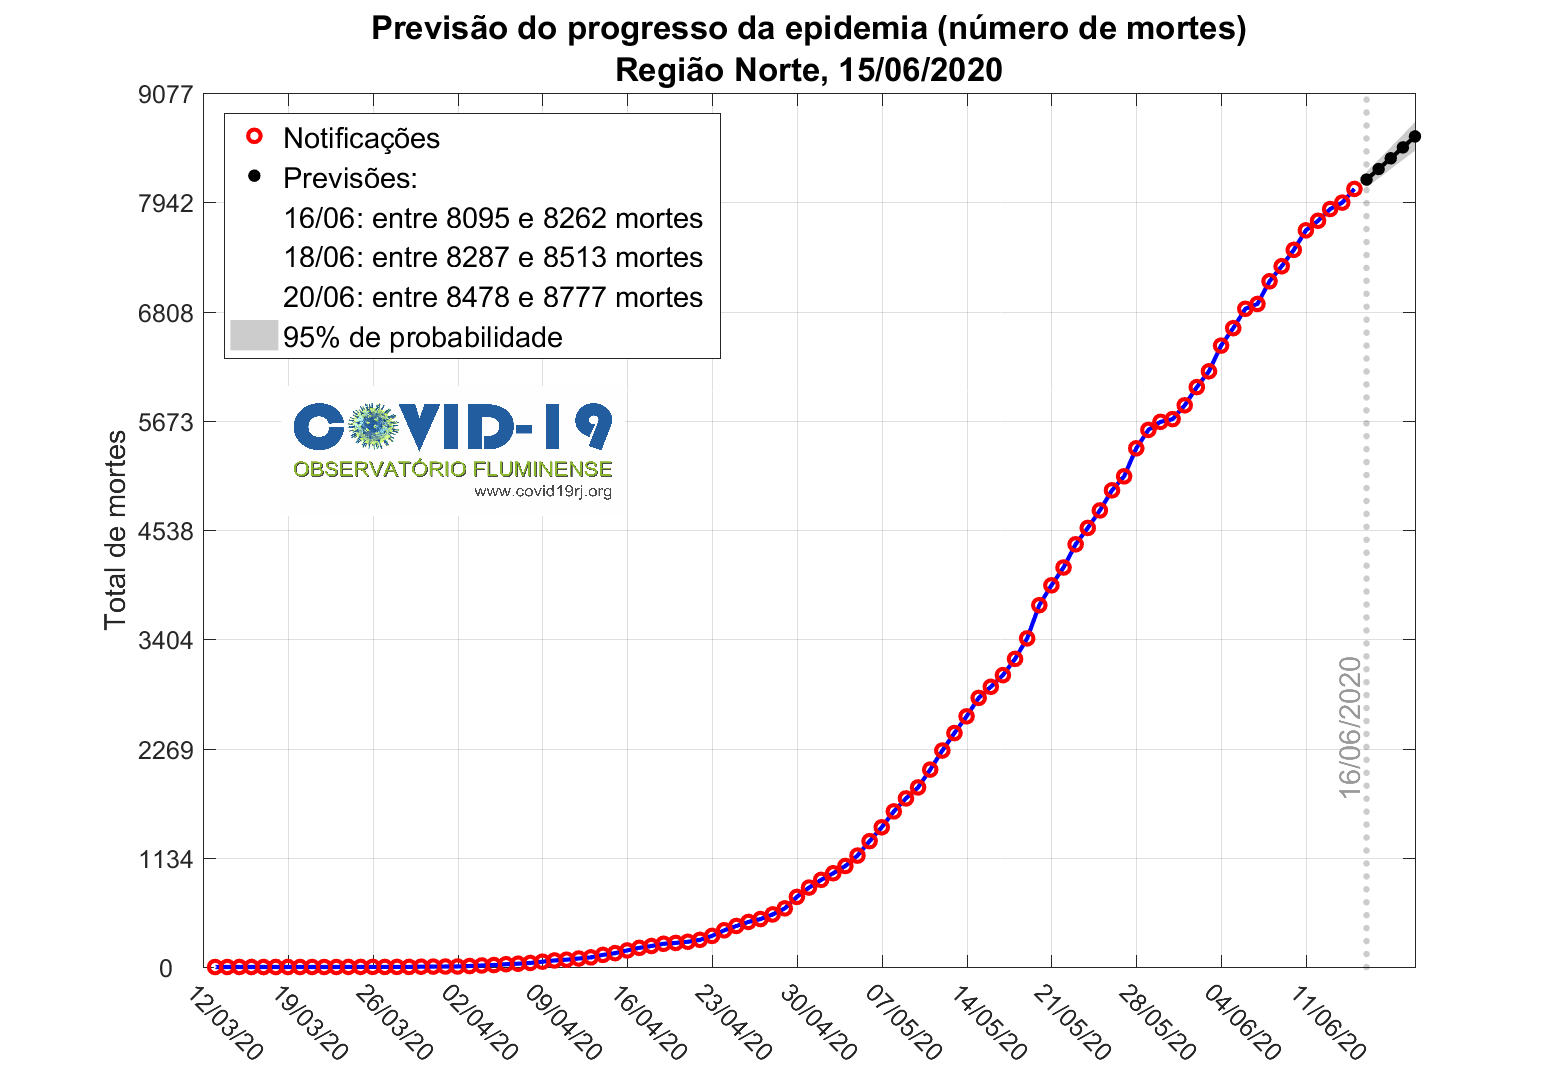 Previsão do progresso da epidemia (número de mortes)
Região Norte, 15/06/2020
9077
7942
6808
5673
4538
3404
2269
1134
0
Total de mortes
Notificações
Previsões:
16/06: entre 8095 e 8262 mortes
18/06: entre 8287 e 8513 mortes
20/06: entre 8478 e 8777 mortes
95% de probabilidade
COVID-19
OBSERVATÓRIO FLUMINENSE
www.covid19rj.org
16/06/2020
12/03/20
19/03/20
26/03/20
02/04/20
09/04/20
16/04/20
23/04/20
30/04/20
07/05/20
14/05/20
21/05/20
28/05/20
04/06/20
11/06/20